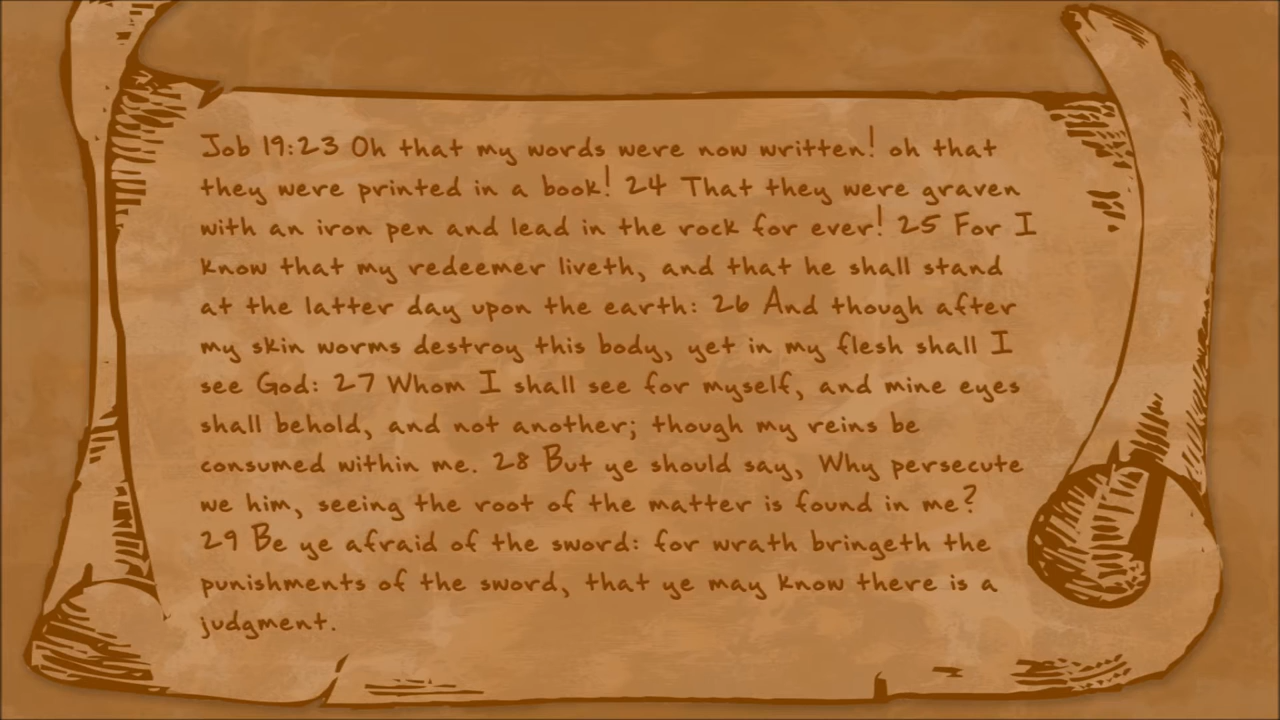 Job 19:23 Oh that my words were now written! oh that
they were printed in a book! 24 That they were graven
with an iron pen and lead in the rock for ever! 25 For I
know that my redeemer liveth, and that he shall stand
at the latter day upon the earth: 26 And though after
my skin worms destroy this body, yet in my flesh shall I
see God: 27 Whom I shall see for myself, and mine eyes
shall behold, and not another; though my reins be
consumed within me. 28 But ye should say, Why persecute
we him, seeing the root of the matter is found in me?
29 Be ye afraid of the sword: for wrath bringeth the
punishments of the sword, that ye may know there is a
judgment.